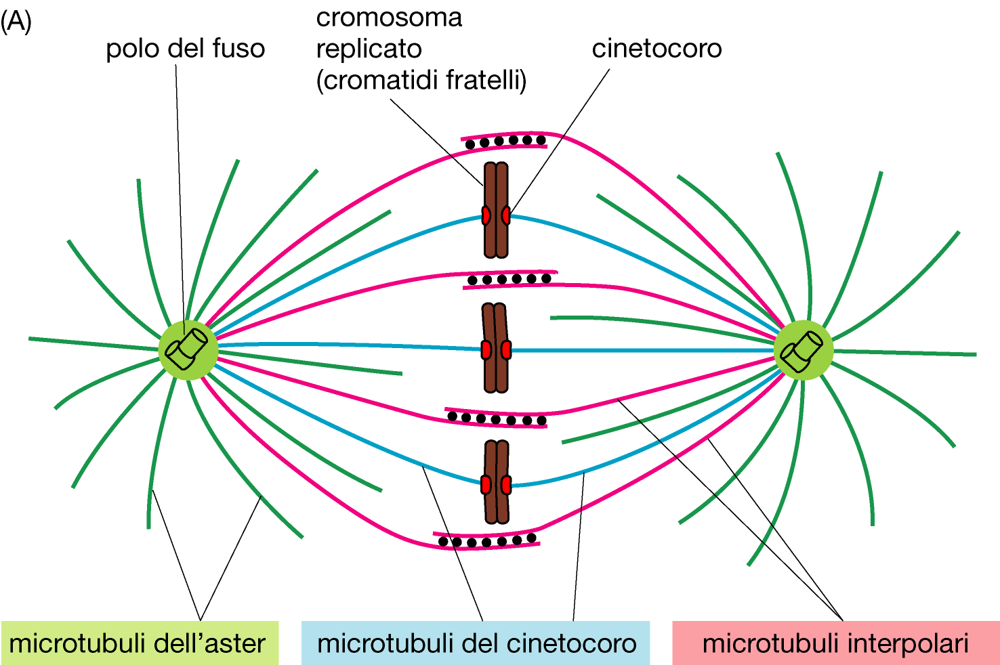 (A)
polo del fuso
cromosoma
replicato
(cromatidi fratelli)
cinetocoro
microtubuli dell’aster
microtubuli del cinetocoro
microtubuli interpolari